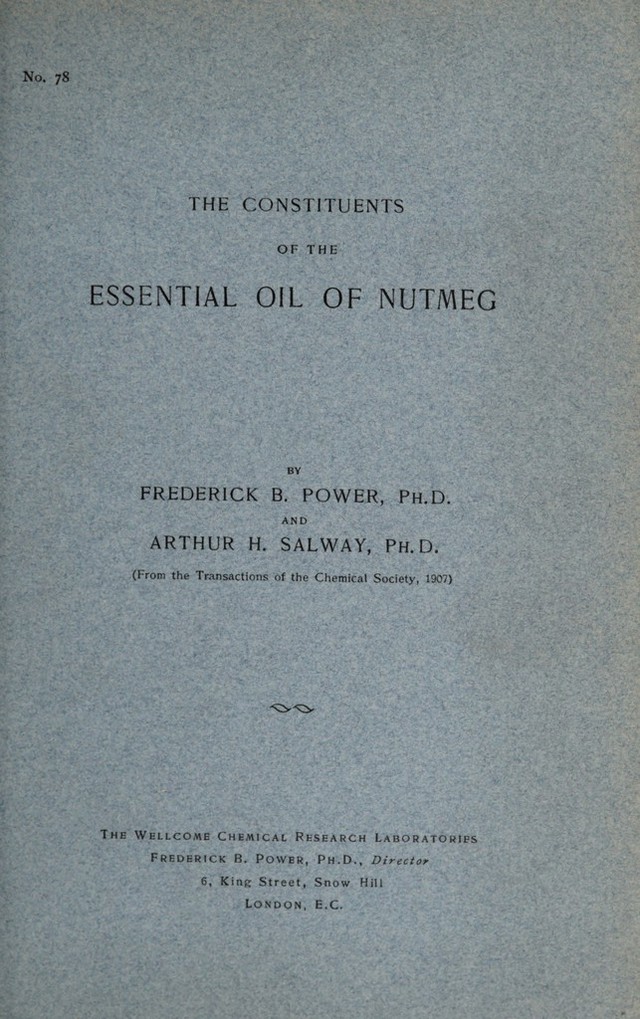 No. 78
THE CONSTITUENTS
OF THE
ESSENTIAL OIL OF NUTMEG
BY
FREDERICK B. POWER, PH.D.
AND
ARTHUR H. SALWAY, PH.D.
(From the Transactions of the Chemical Society, 1907)
THE WELLCOME CHEMICAL RESEARCH LABORATORIES
FREDERICK B. POWER, PH.D., Director
6, King Street, Snow Hill
LONDON, E.C.